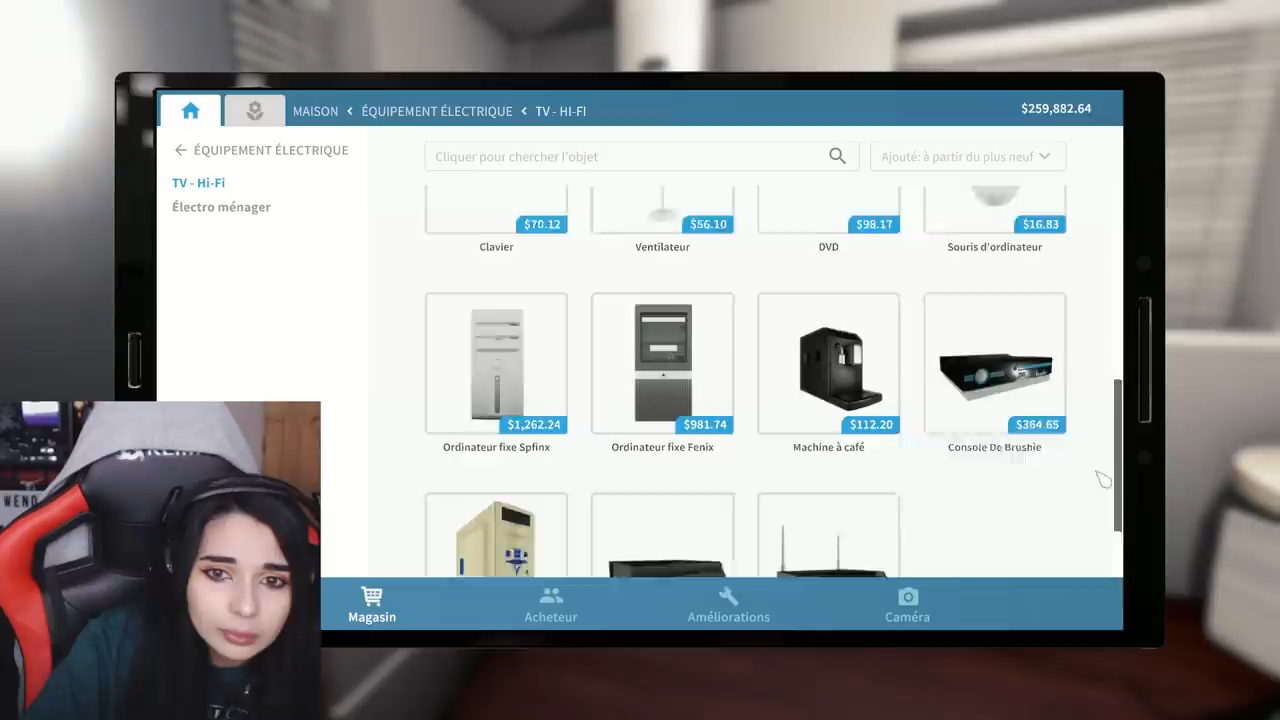 MAISON < ÉQUIPEMENT ÉLECTRIQUE < TV - HI-FI
$259,882.64
← ÉQUIPEMENT ÉLECTRIQUE
TV - Hi-Fi
Électro ménager
Cliquer pour chercher l'objet
Ajouté: à partir du plus neuf
$70.12
$56.10
$98.17
$16.83
Clavier
Ventilateur
DVD
Souris d'ordinateur
$1,262.24
$981.74
$112.20
$364.65
Ordinateur fixe Spfinx
Ordinateur fixe Fenix
Machine à café
Console De Brushie
WEND
Magasin
Acheteur
Améliorations
Caméra